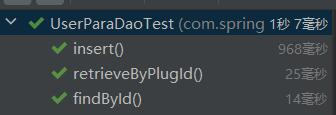 UserParaDaoTest (com.spring 1秒 7毫秒
insert() 968毫秒
retrieveByPlugId() 25毫秒
findById() 14毫秒